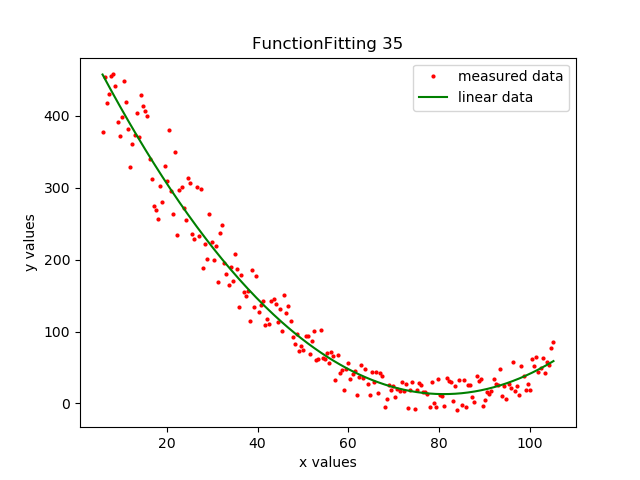 FunctionFitting 35
measured data
linear data
y values
400
300
200
100
0
20 40 60 80 100
x values